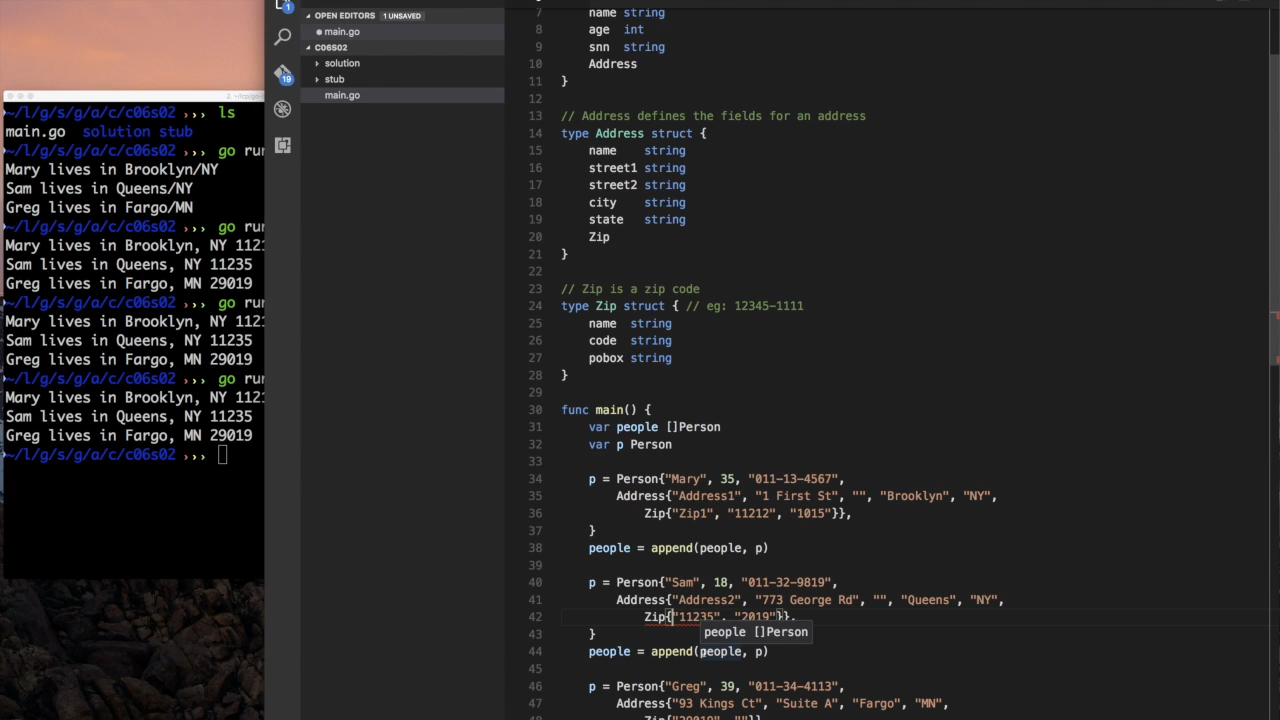 1
OPEN EDITORS 1 UNSAVED
main.go
C06S02
solution
19
stub
main.go
~/l/g/s/g/a/c/c06s02 ››› ls
main.go solution stub
~/l/g/s/g/a/c/c06s02 ››› go run
Mary lives in Brooklyn/NY
Sam lives in Queens/NY
Greg lives in Fargo/MN
~/l/g/s/g/a/c/c06s02 ››› go run
Mary lives in Brooklyn, NY 1121
Sam lives in Queens, NY 11235
Greg lives in Fargo, MN 29019
~/l/g/s/g/a/c/c06s02 ››› go run
Mary lives in Brooklyn, NY 1121
Sam lives in Queens, NY 11235
Greg lives in Fargo, MN 29019
~/l/g/s/g/a/c/c06s02 ››› go run
Mary lives in Brooklyn, NY 1121
Sam lives in Queens, NY 11235
Greg lives in Fargo, MN 29019
~/l/g/s/g/a/c/c06s02 ›››
7 name string
8 age int
9 snn string
10 Address
11 }
12
13 // Address defines the fields for an address
14 type Address struct {
15 name string
16 street1 string
17 street2 string
18 city string
19 state string
20 Zip
21 }
22
23 // Zip is a zip code
24 type Zip struct { // eg: 12345-1111
25 name string
26 code string
27 pobox string
28 }
29
30 func main() {
31 var people []Person
32 var p Person
33
34 p = Person{"Mary", 35, "011-13-4567",
35 Address{"Address1", "1 First St", "", "Brooklyn", "NY",
36 Zip{"Zip1", "11212", "1015"}},
37 }
38 people = append(people, p)
39
40 p = Person{"Sam", 18, "011-32-9819",
41 Address{"Address2", "773 George Rd", "", "Queens", "NY",
42 Zip{"11235", "2019"}},
people []Person
43 }
44 people = append(people, p)
45
46 p = Person{"Greg", 39, "011-34-4113",
47 Address{"93 Kings Ct", "Suite A", "Fargo", "MN",
48 Zip{"29019", ""}}